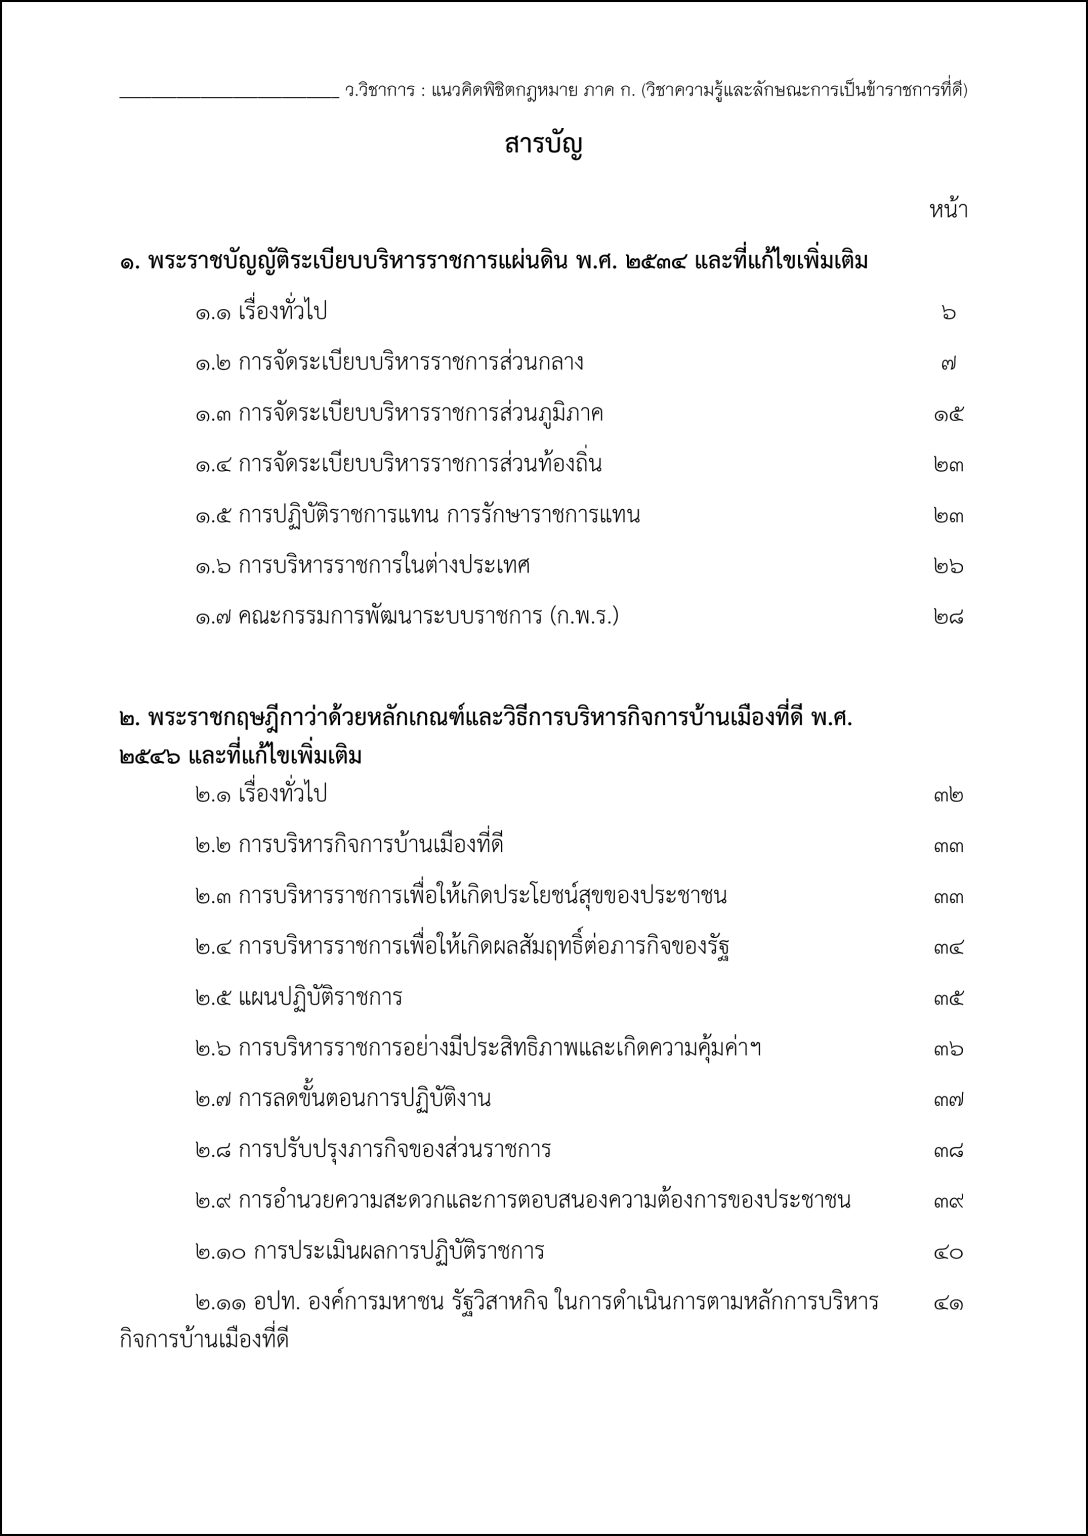 ว.วิชาการ : แนวคิดพิชิตกฎหมาย ภาค ก. (วิชาความรู้และลักษณะการเป็นข้าราชการที่ดี)
สารบัญ
หน้า
๑. พระราชบัญญัติระเบียบบริหารราชการแผ่นดิน พ.ศ. ๒๕๓๔ และที่แก้ไขเพิ่มเติม
๑.๑ เรื่องทั่วไป ๖
๑.๒ การจัดระเบียบบริหารราชการส่วนกลาง ๗
๑.๓ การจัดระเบียบบริหารราชการส่วนภูมิภาค ๑๕
๑.๔ การจัดระเบียบบริหารราชการส่วนท้องถิ่น ๒๓
๑.๕ การปฏิบัติราชการแทน การรักษาราชการแทน ๒๓
๑.๖ การบริหารราชการในต่างประเทศ ๒๖
๑.๗ คณะกรรมการพัฒนาระบบราชการ (ก.พ.ร.) ๒๘
๒. พระราชกฤษฎีกาว่าด้วยหลักเกณฑ์และวิธีการบริหารกิจการบ้านเมืองที่ดี พ.ศ.
๒๕๔๖ และที่แก้ไขเพิ่มเติม
๒.๑ เรื่องทั่วไป ๓๒
๒.๒ การบริหารกิจการบ้านเมืองที่ดี ๓๓
๒.๓ การบริหารราชการเพื่อให้เกิดประโยชน์สุขของประชาชน ๓๓
๒.๔ การบริหารราชการเพื่อให้เกิดผลสัมฤทธิ์ต่อภารกิจของรัฐ ๓๔
๒.๕ แผนปฏิบัติราชการ ๓๕
๒.๖ การบริหารราชการอย่างมีประสิทธิภาพและเกิดความคุ้มค่าฯ ๓๖
๒.๗ การลดขั้นตอนการปฏิบัติงาน ๓๗
๒.๘ การปรับปรุงภารกิจของส่วนราชการ ๓๘
๒.๙ การอำนวยความสะดวกและการตอบสนองความต้องการของประชาชน ๓๙
๒.๑๐ การประเมินผลการปฏิบัติราชการ ๔๐
๒.๑๑ อปท. องค์การมหาชน รัฐวิสาหกิจ ในการดำเนินการตามหลักการบริหาร ๔๑
กิจการบ้านเมืองที่ดี